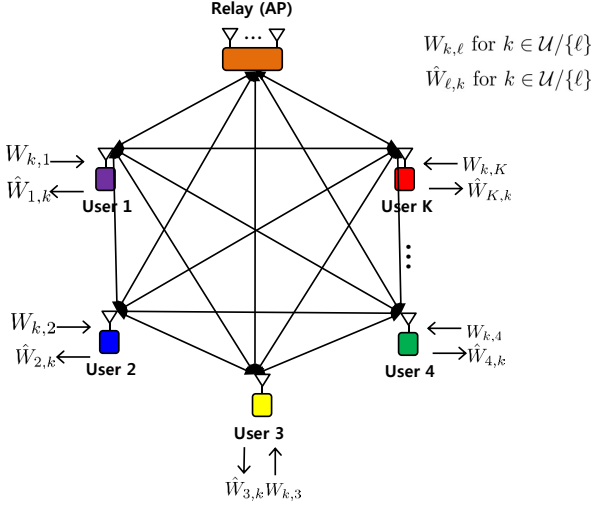 Relay (AP)
...
W_{k,ℓ} for k ∈ 𝒰/{ℓ}
Ŵ_{ℓ,k} for k ∈ 𝒰/{ℓ}
W_{k,1}
Ŵ_{1,k}
User 1
W_{k,K}
Ŵ_{K,k}
User K
W_{k,2}
Ŵ_{2,k}
User 2
W_{k,4}
Ŵ_{4,k}
User 4
User 3
Ŵ_{3,k} W_{k,3}